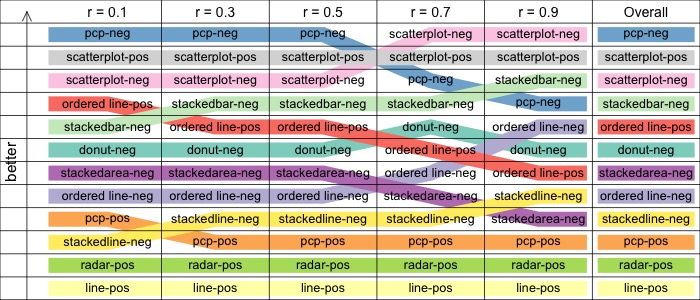 r = 0.1 r = 0.3 r = 0.5 r = 0.7 r = 0.9 Overall
pcp-neg pcp-neg pcp-neg scatterplot-neg scatterplot-neg pcp-neg
scatterplot-pos scatterplot-pos scatterplot-pos scatterplot-pos scatterplot-pos scatterplot-pos
scatterplot-neg scatterplot-neg scatterplot-neg pcp-neg stackedbar-neg scatterplot-neg
ordered line-pos stackedbar-neg stackedbar-neg stackedbar-neg pcp-neg stackedbar-neg
stackedbar-neg ordered line-pos ordered line-pos donut-neg ordered line-neg ordered line-pos
donut-neg donut-neg donut-neg ordered line-pos donut-neg donut-neg
stackedarea-neg stackedarea-neg stackedarea-neg ordered line-neg ordered line-pos stackedarea-neg
ordered line-neg ordered line-neg ordered line-neg stackedarea-neg stackedline-neg ordered line-neg
pcp-pos stackedline-neg stackedline-neg stackedline-neg stackedarea-neg stackedline-neg
stackedline-neg pcp-pos pcp-pos pcp-pos pcp-pos pcp-pos
radar-pos radar-pos radar-pos radar-pos radar-pos radar-pos
line-pos line-pos line-pos line-pos line-pos line-pos
better